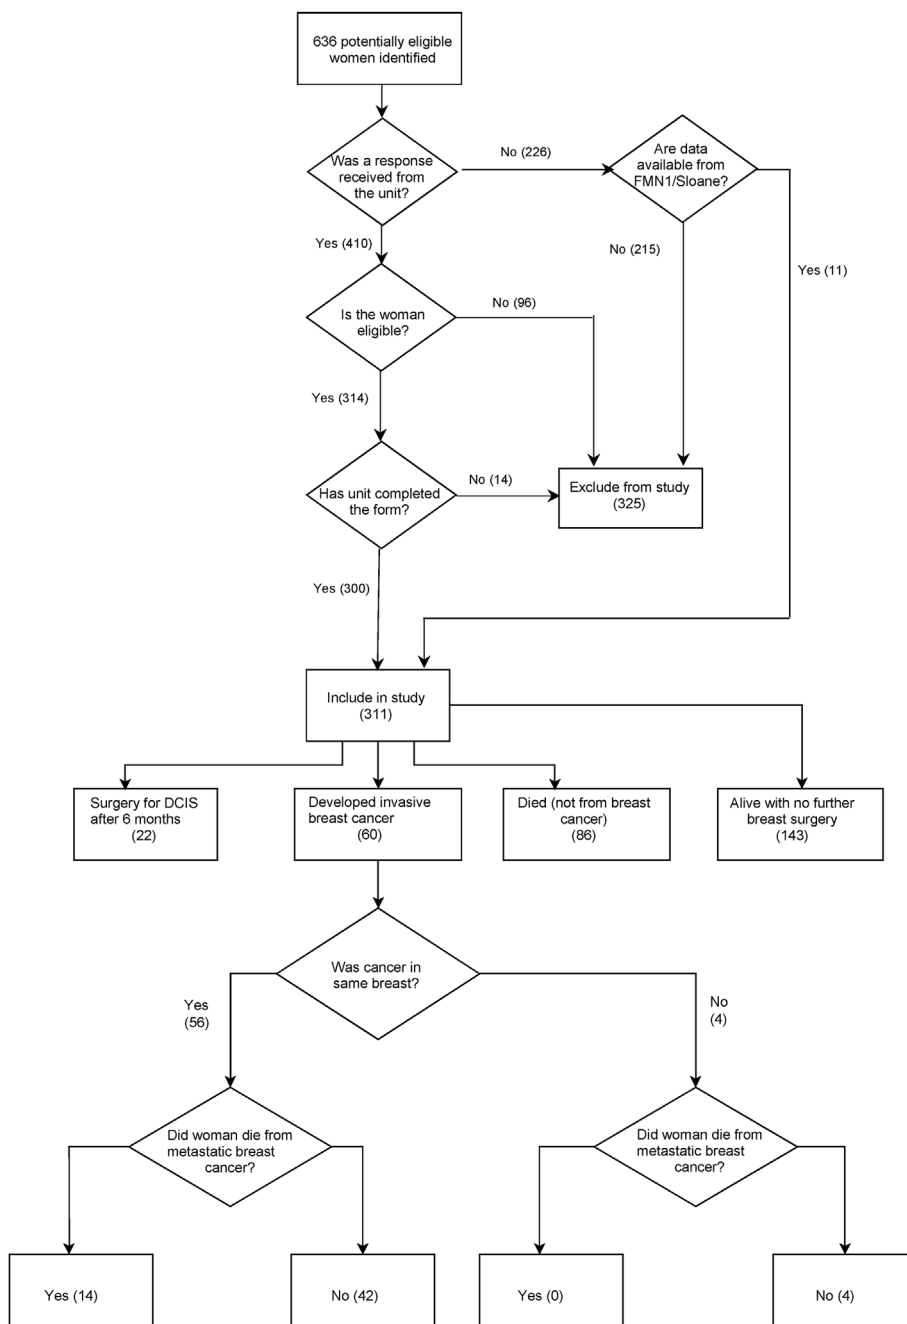 636 potentially eligible
women identified
Was a response
received from
the unit?
No (226)
Are data
available from
FMN1/Sloane?
Yes (410)
No (215)
Yes (11)
Is the woman
eligible?
No (96)
Yes (314)
Has unit completed
the form?
No (14)
Exclude from study
(325)
Yes (300)
Include in study
(311)
Surgery for DCIS
after 6 months
(22)
Developed invasive
breast cancer
(60)
Died (not from breast
cancer)
(86)
Alive with no further
breast surgery
(143)
Was cancer in
same breast?
Yes
(56)
No
(4)
Did woman die from
metastatic breast
cancer?
Did woman die from
metastatic breast
cancer?
Yes (14)
No (42)
Yes (0)
No (4)